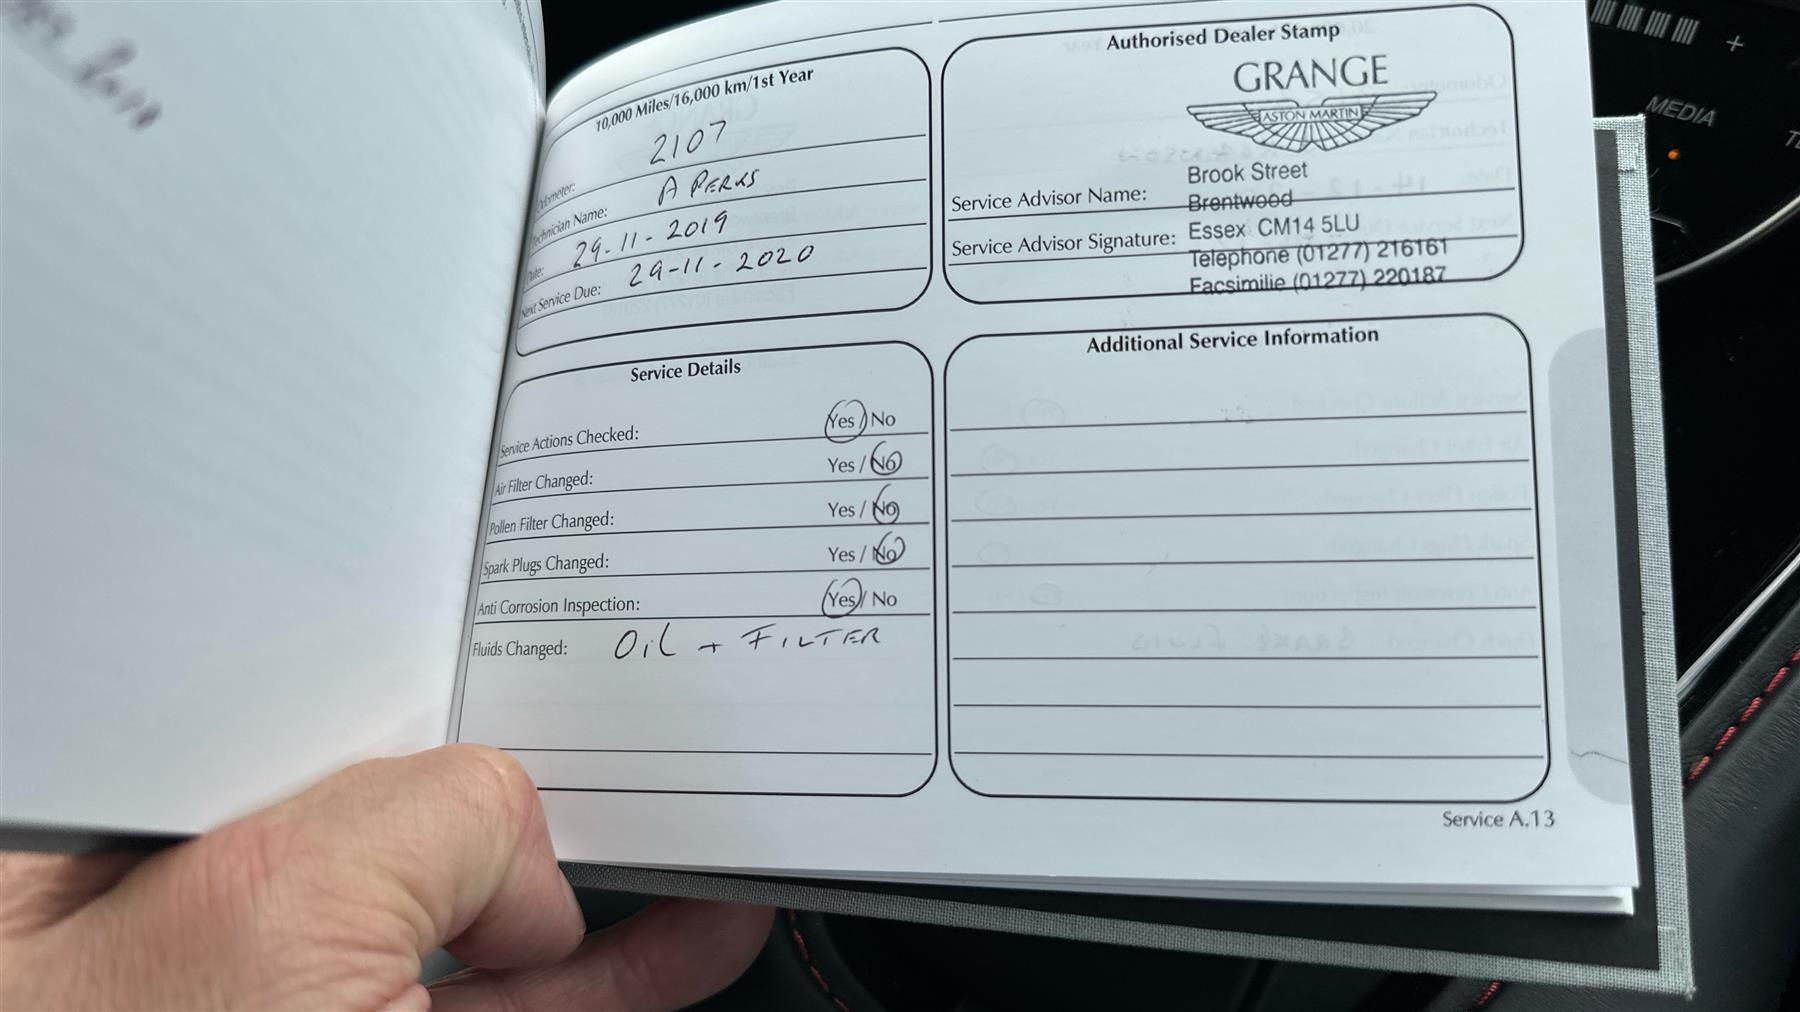 10,000 Miles/16,000 km/1st Year
Odometer: 2107
Technician Name: A PERKS
Date: 29-11-2019
Next Service Due: 29-11-2020
Authorised Dealer Stamp
GRANGE
ASTON MARTIN
Brook Street
Service Advisor Name: Brentwood
Essex CM14 5LU
Service Advisor Signature: Telephone (01277) 216161
Facsimilie (01277) 220187
Service Details
Service Actions Checked: Yes / No
Air Filter Changed: Yes / No
Pollen Filter Changed: Yes / No
Spark Plugs Changed: Yes / No
Anti Corrosion Inspection: Yes / No
Fluids Changed: OiL + FILTER
Additional Service Information
Service A.13
+
MEDIA